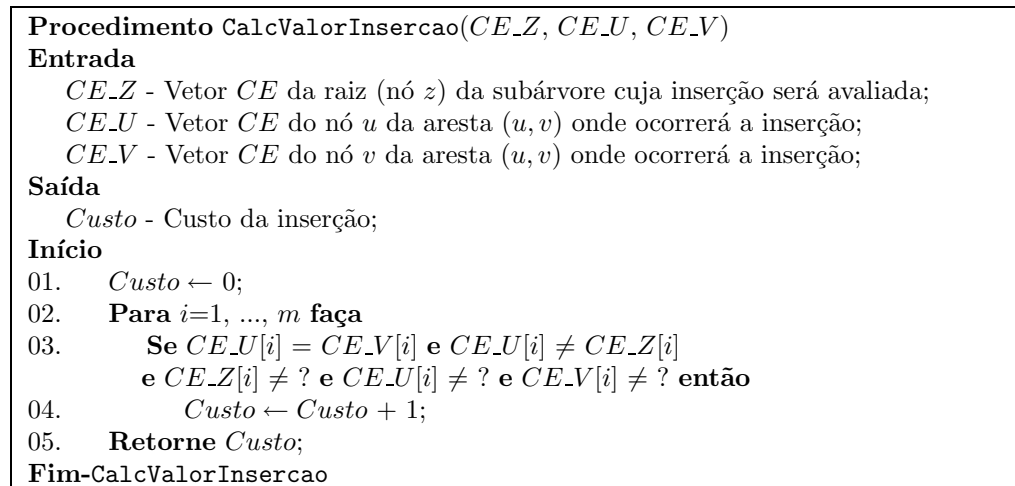 Procedimento CalcValorInsercao(CE_Z, CE_U, CE_V)
Entrada
CE_Z - Vetor CE da raiz (nó z) da subárvore cuja inserção será avaliada;
CE_U - Vetor CE do nó u da aresta (u, v) onde ocorrerá a inserção;
CE_V - Vetor CE do nó v da aresta (u, v) onde ocorrerá a inserção;
Saída
Custo - Custo da inserção;
Início
01. Custo ← 0;
02. Para i=1, ..., m faça
03. Se CE_U[i] = CE_V[i] e CE_U[i] ≠ CE_Z[i]
e CE_Z[i] ≠ ? e CE_U[i] ≠ ? e CE_V[i] ≠ ? então
04. Custo ← Custo + 1;
05. Retorne Custo;
Fim-CalcValorInsercao